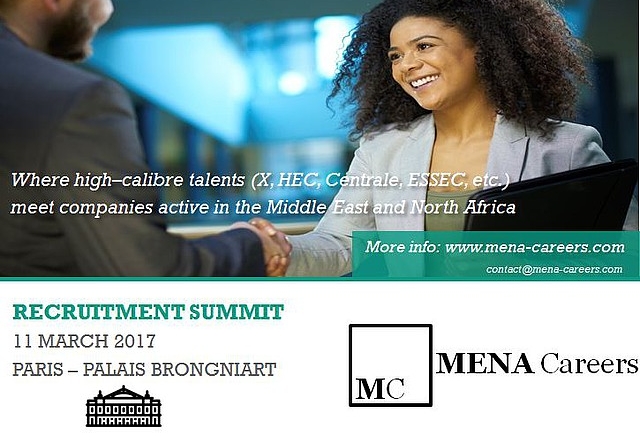 Where high–calibre talents (X, HEC, Centrale, ESSEC, etc.)
meet companies active in the Middle East and North Africa
More info: www.mena-careers.com
contact@mena-careers.com
RECRUITMENT SUMMIT
11 MARCH 2017
PARIS – PALAIS BRONGNIART
MC
MENA Careers